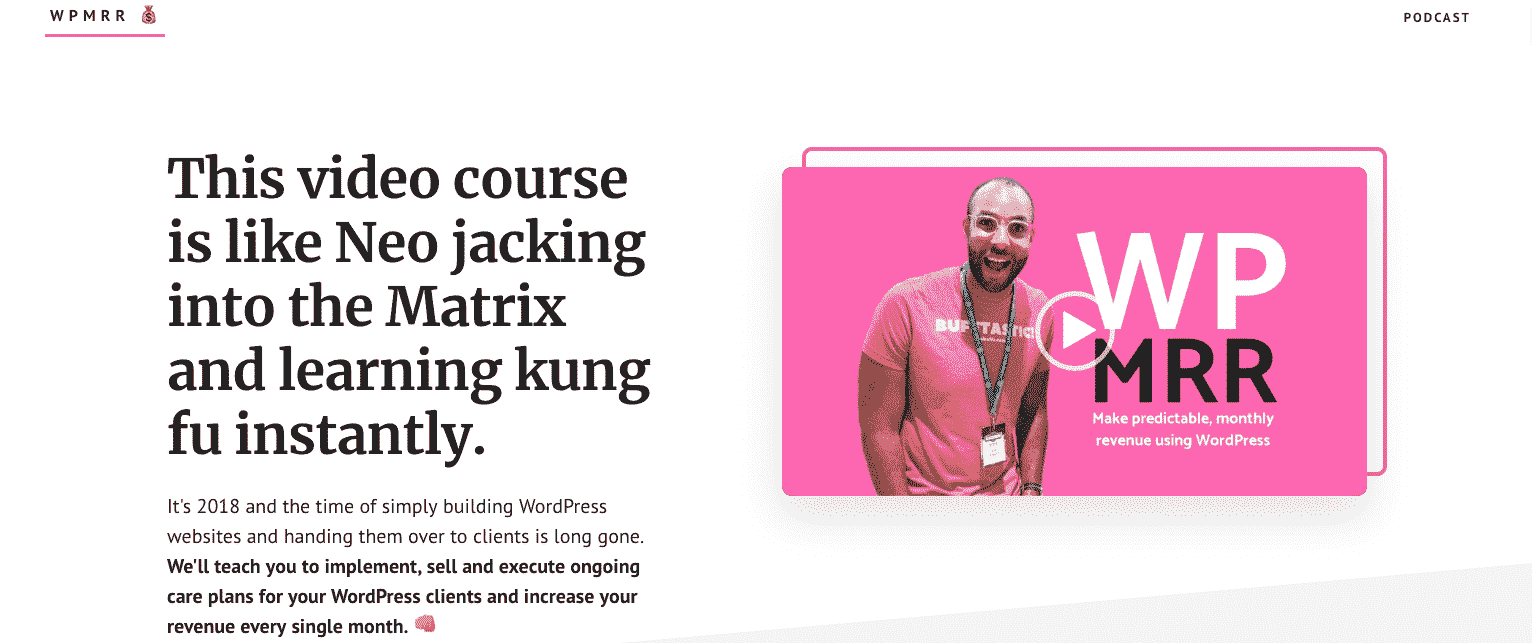 WPMRR 💰
PODCAST
This video course
is like Neo jacking
into the Matrix
and learning kung
fu instantly.
It's 2018 and the time of simply building WordPress
websites and handing them over to clients is long gone.
We'll teach you to implement, sell and execute ongoing
care plans for your WordPress clients and increase your
revenue every single month. 🧠
WP
MRR
Make predictable, monthly
revenue using WordPress